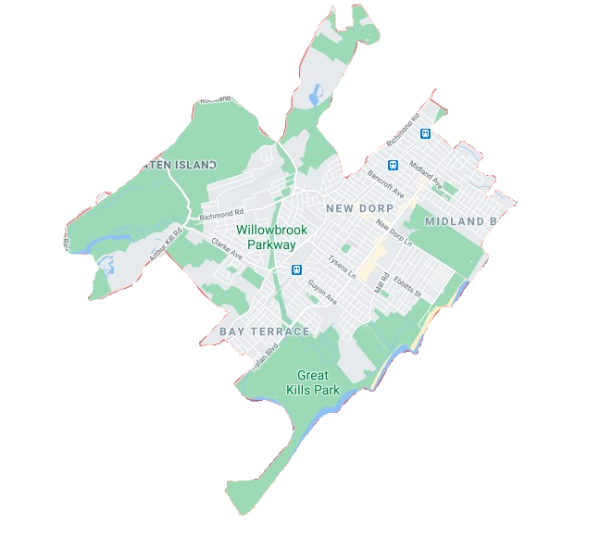 Richmond Rd
Midland Ave
ATEN ISLAND
Bancroft Ave
NEW DORP
Richmond Rd
MIDLAND B
Willowbrook
Parkway
New Dorp Ln
Arthur Kill Rd
Clarke Ave
Tysens Ln
Mill Rd
Ebbitts St
Guyon Ave
BAY TERRACE
ylan Blvd
Great
Kills Park